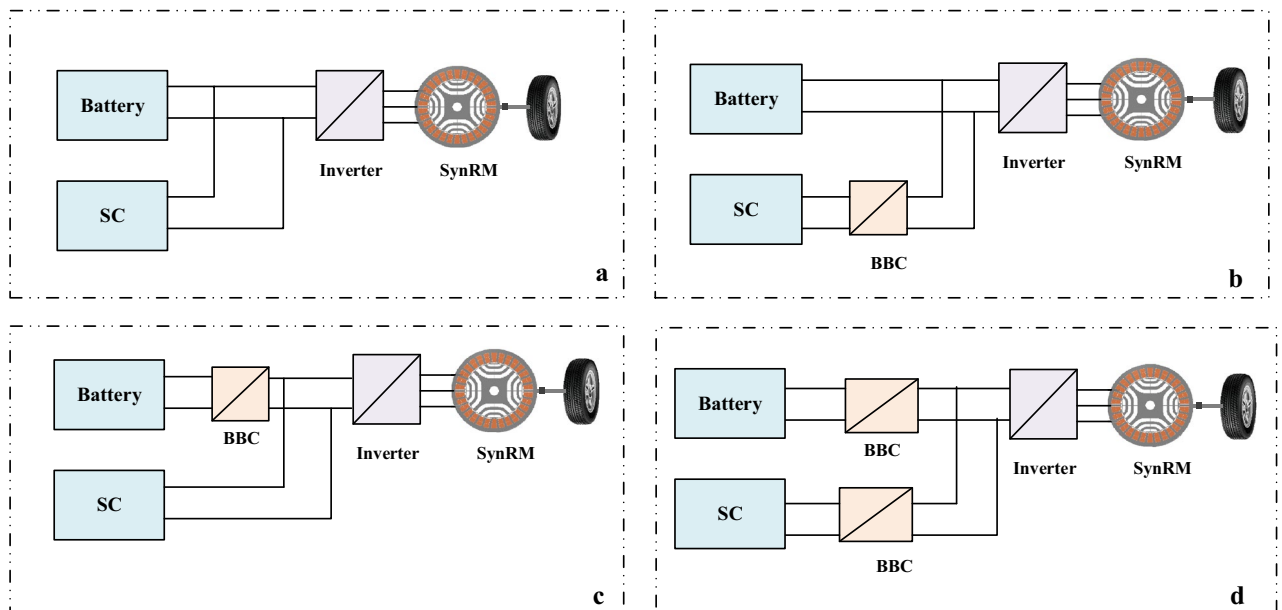 Battery
SC
Inverter
SynRM
a
Battery
SC
BBC
Inverter
SynRM
b
Battery
BBC
SC
Inverter
SynRM
c
Battery
BBC
SC
BBC
Inverter
SynRM
d